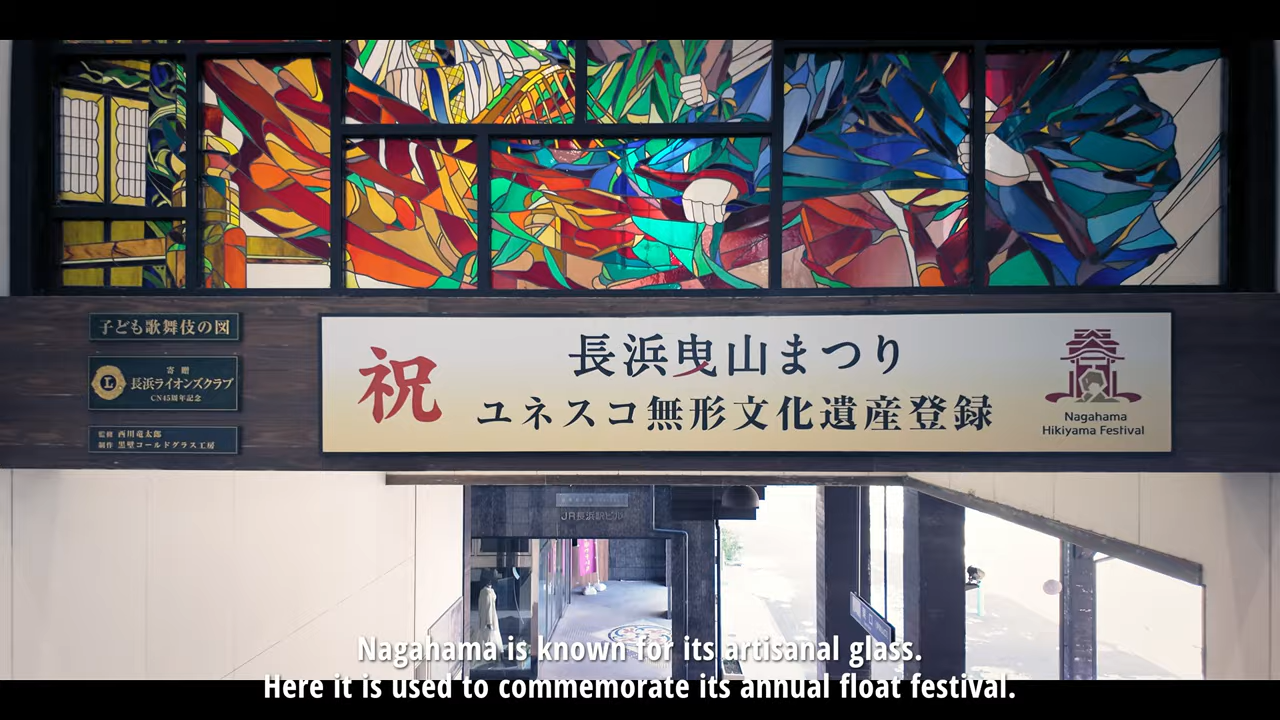 子ども歌舞伎の図
寄贈
L
長浜ライオンズクラブ
CN45周年記念
監修 西川竜太郎
制作 黒壁コールドグラス工房
祝
長浜曳山まつり
ユネスコ無形文化遺産登録
Nagahama
Hikiyama Festival
JR長浜駅ビル
Nagahama is known for its artisanal glass.
Here it is used to commemorate its annual float festival.